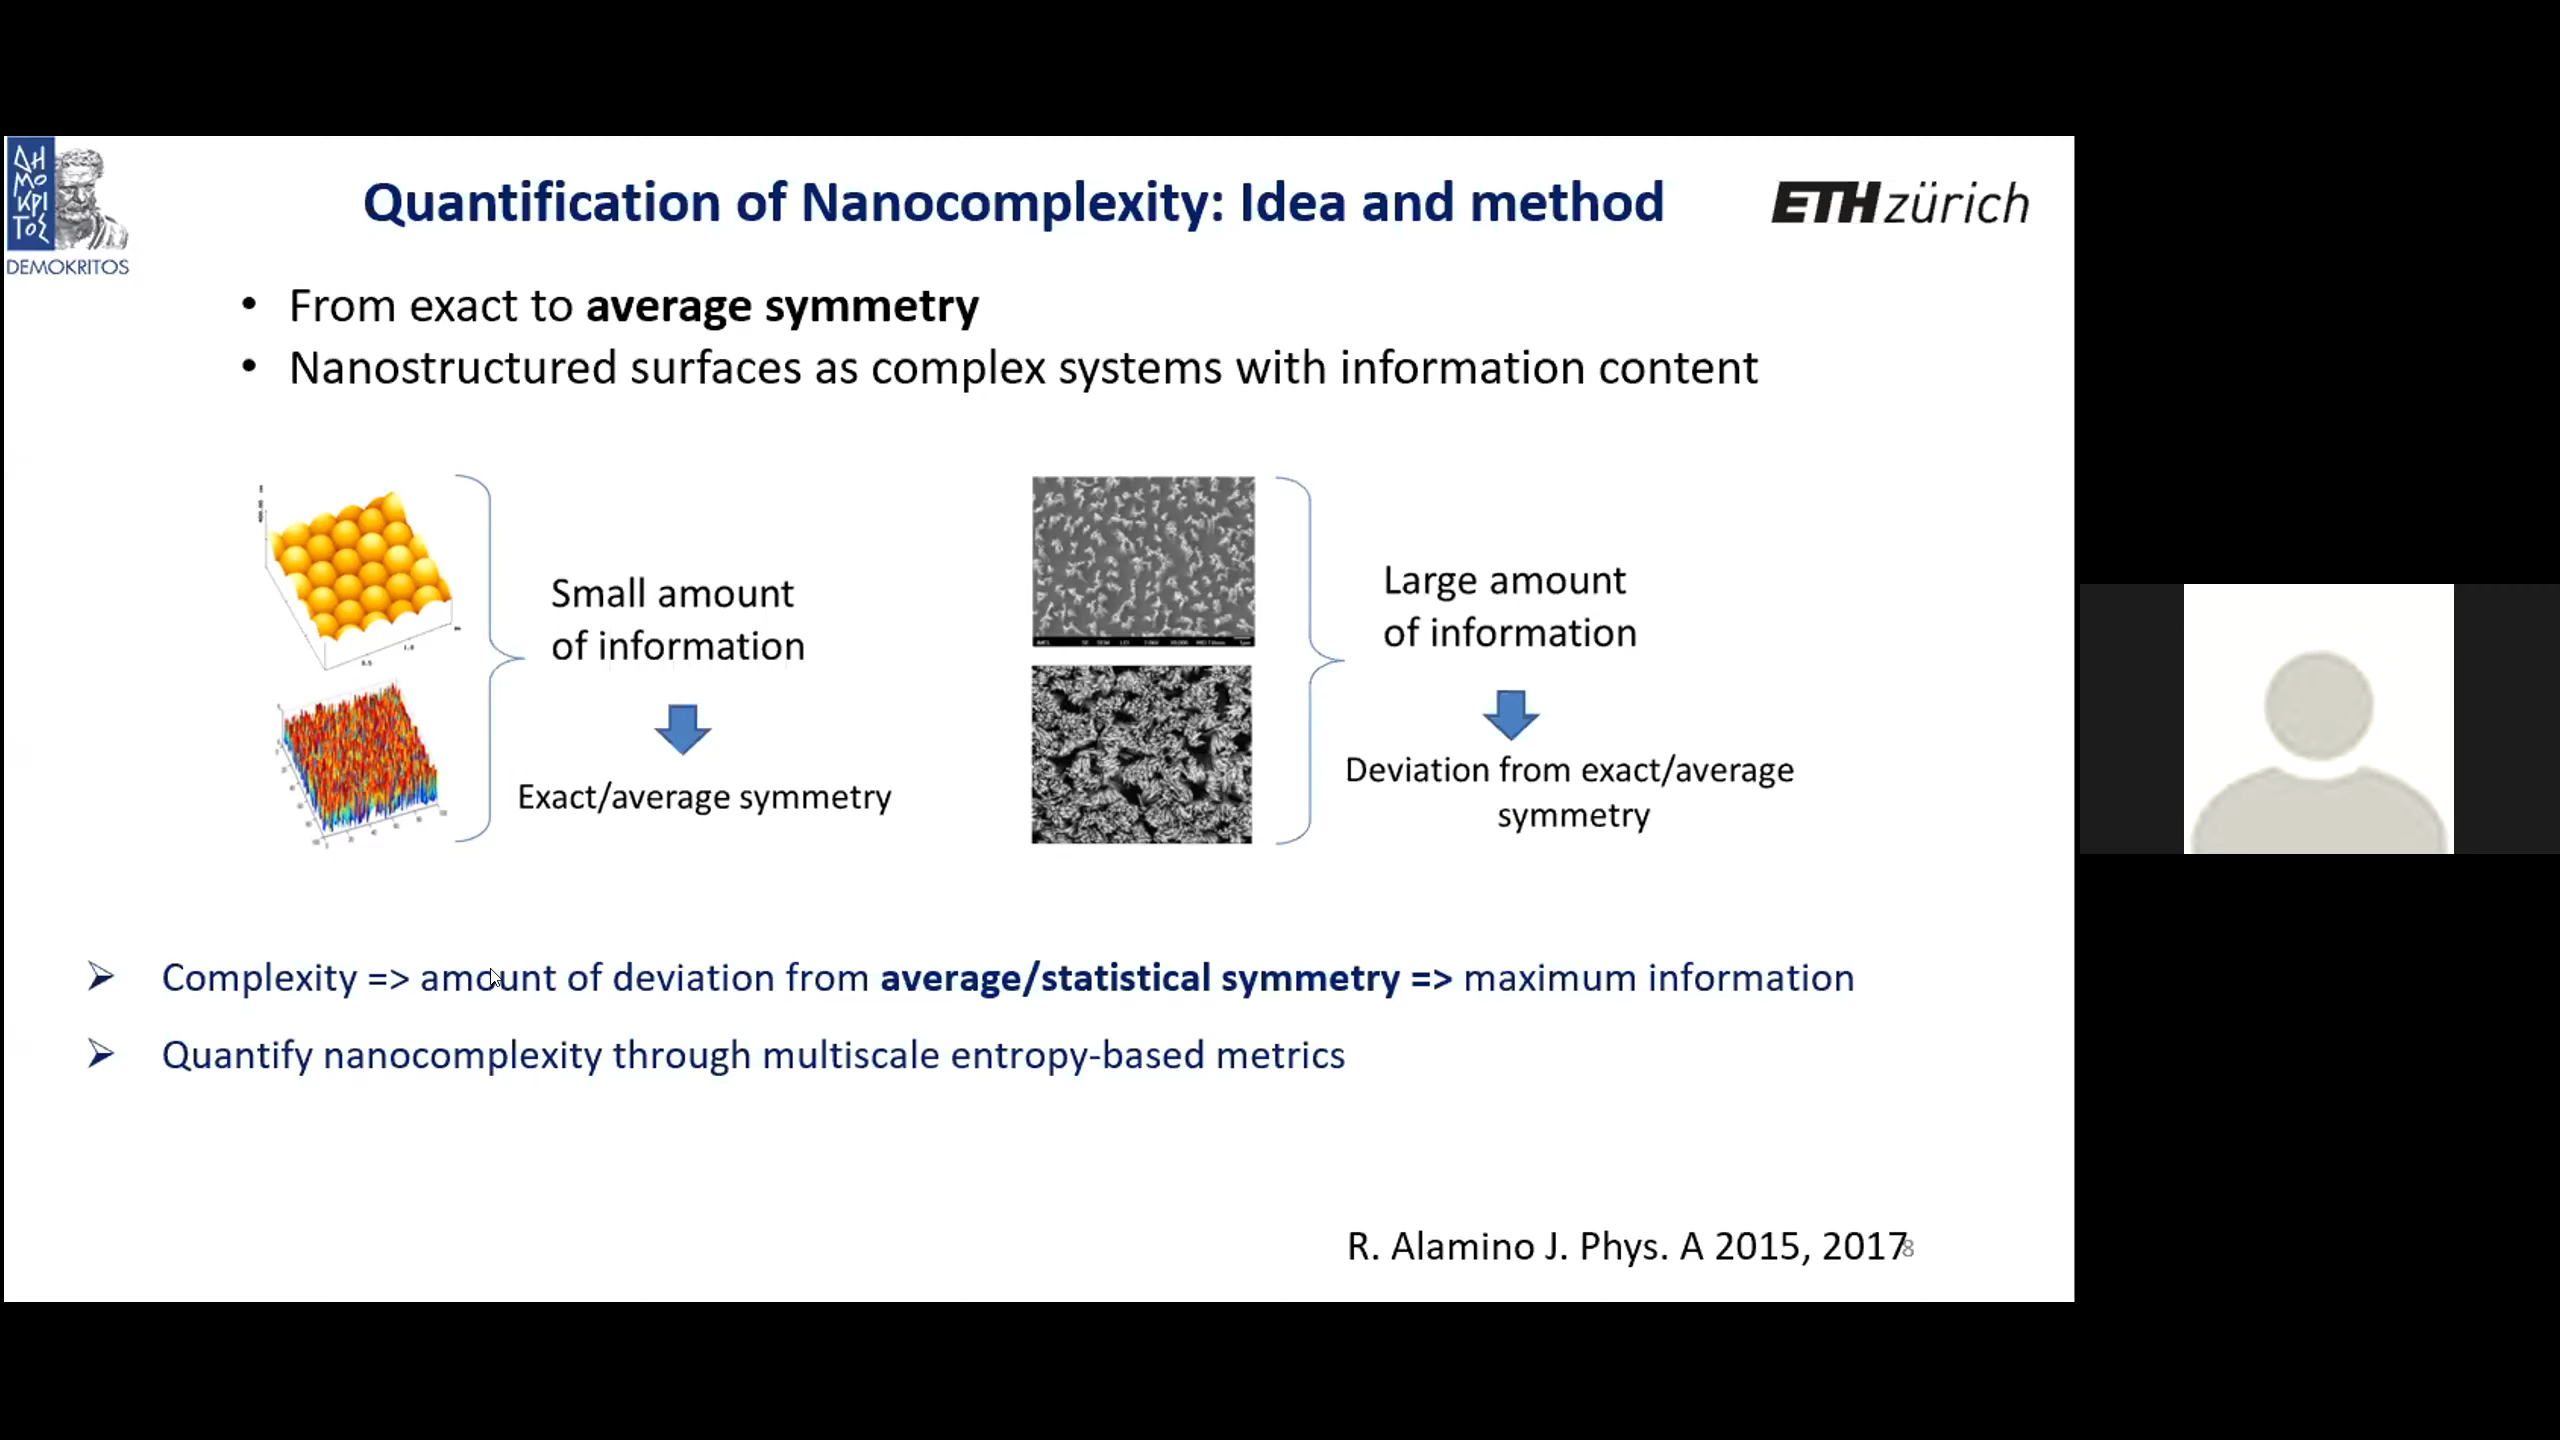 ΔΗ
ΜΟ
ΚΡΙ
ΤΟΣ
DEMOKRITOS
Quantification of Nanocomplexity: Idea and method
ETH zürich
• From exact to average symmetry
• Nanostructured surfaces as complex systems with information content
Small amount
of information
Exact/average symmetry
Large amount
of information
Deviation from exact/average
symmetry
➢ Complexity => amount of deviation from average/statistical symmetry => maximum information
➢ Quantify nanocomplexity through multiscale entropy-based metrics
R. Alamino J. Phys. A 2015, 2017
8